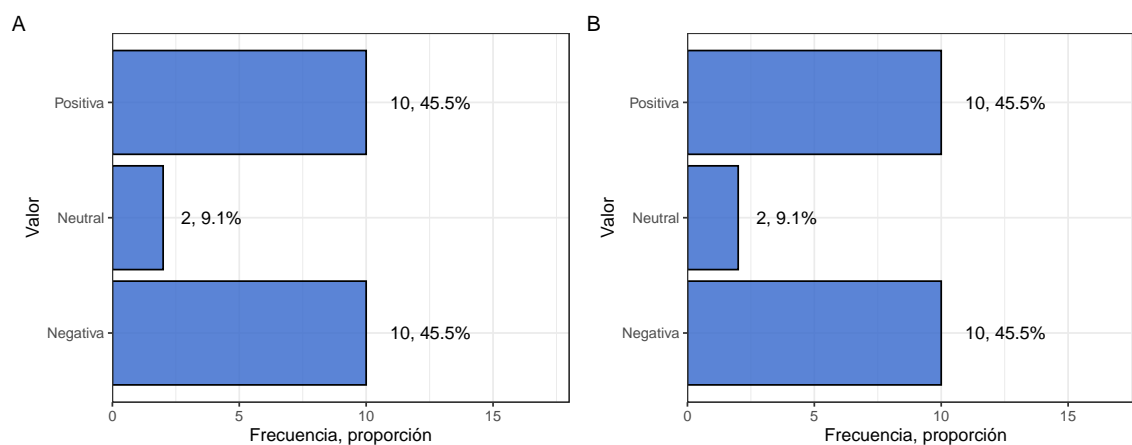 A
Valor
Positiva
10, 45.5%
Neutral
2, 9.1%
Negativa
10, 45.5%
0
5
10
15
Frecuencia, proporción
B
Valor
Positiva
10, 45.5%
Neutral
2, 9.1%
Negativa
10, 45.5%
0
5
10
15
Frecuencia, proporción